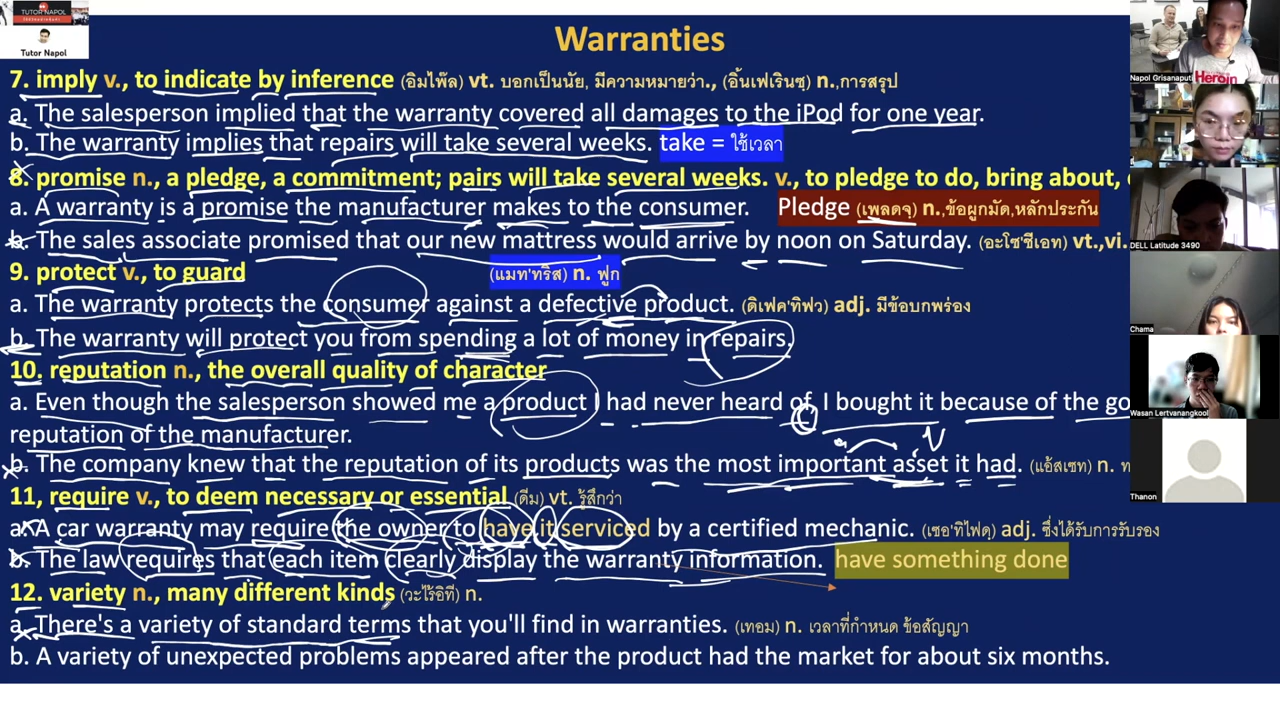 TUTOR NAPOL
Tutor Napol
Warranties
7. imply v., to indicate by inference (อิมไพ๊ล) vt. บอกเป็นนัย, มีความหมายว่า., (อิ้นเฟเรินซฺ) n.,การสรุป
a. The salesperson implied that the warranty covered all damages to the iPod for one year.
b. The warranty implies that repairs will take several weeks. take = ใช้เวลา
8. promise n., a pledge, a commitment; pairs will take several weeks. v., to pledge to do, bring about,
a. A warranty is a promise the manufacturer makes to the consumer. Pledge (เพลดจฺ) n.,ข้อผูกมัด,หลักประกัน
b. The sales associate promised that our new mattress would arrive by noon on Saturday. (อะโซ'ชีเอท) vt.,vi.
9. protect v., to guard (แมท'ทริส) n. ฟูก
a. The warranty protects the consumer against a defective product. (ดิเฟค'ทิฟว) adj. มีข้อบกพร่อง
b. The warranty will protect you from spending a lot of money in repairs.
10. reputation n., the overall quality of character
a. Even though the salesperson showed me a product I had never heard of, I bought it because of the go
reputation of the manufacturer.
b. The company knew that the reputation of its products was the most important asset it had. (แอ้สเซท) n. ท
11, require v., to deem necessary or essential (ดีม) vt. รู้สึกว่า
a. A car warranty may require the owner to have it serviced by a certified mechanic. (เซอ'ทิไฟดฺ) adj. ซึ่งได้รับการรับรอง
b. The law requires that each item clearly display the warranty information. have something done
12. variety n., many different kinds (วะไร้อิที่) n.
a. There's a variety of standard terms that you'll find in warranties. (เทอม) n. เวลาที่กำหนด ข้อสัญญา
b. A variety of unexpected problems appeared after the product had the market for about six months.
Napol Grisanaput
Heroin
DELL Latitude 3490
Chama
Wasan Lertvanangkool
Thanon